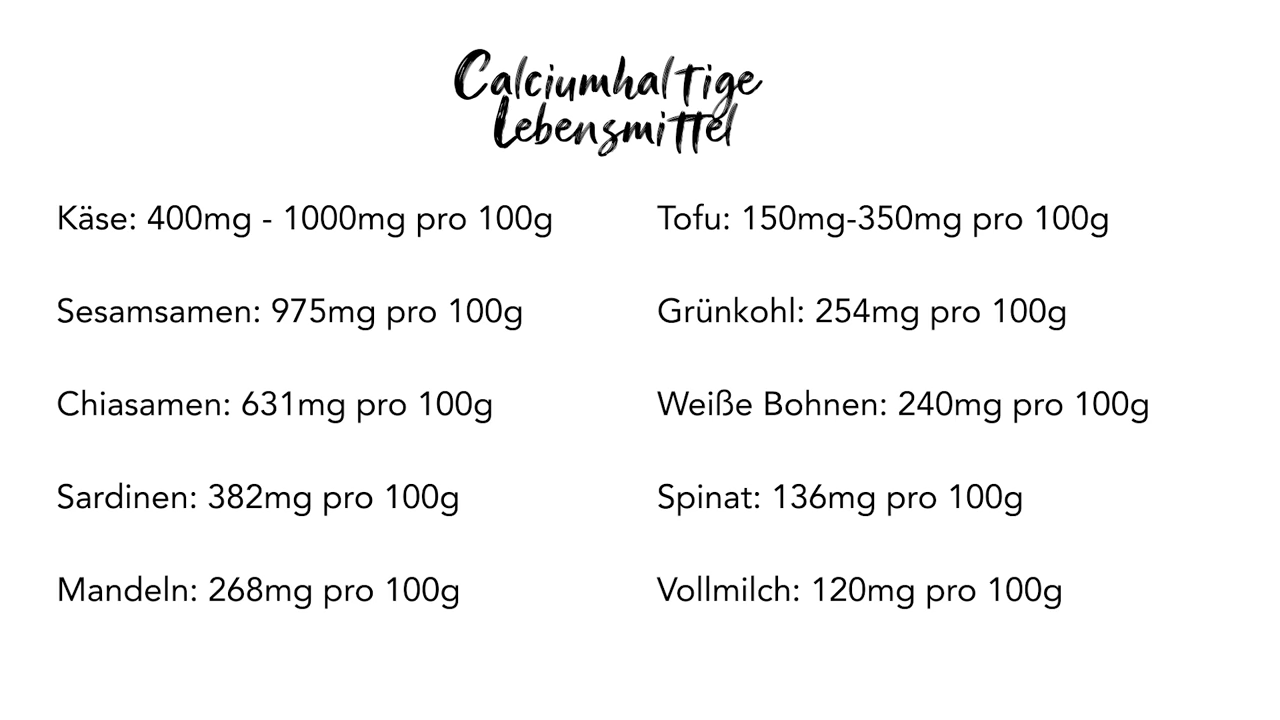 Calciumhaltige
Lebensmittel
Käse: 400mg - 1000mg pro 100g
Sesamsamen: 975mg pro 100g
Chiasamen: 631mg pro 100g
Sardinen: 382mg pro 100g
Mandeln: 268mg pro 100g
Tofu: 150mg-350mg pro 100g
Grünkohl: 254mg pro 100g
Weiße Bohnen: 240mg pro 100g
Spinat: 136mg pro 100g
Vollmilch: 120mg pro 100g